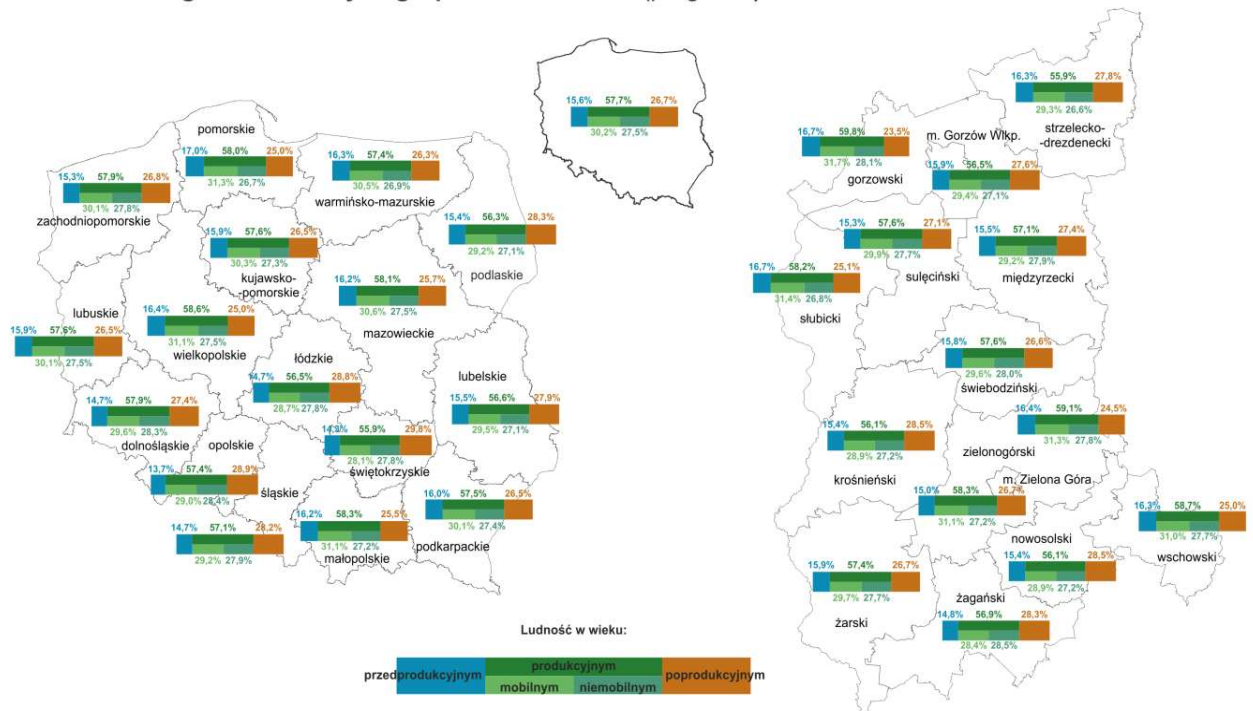 15,6% 57,7% 26,7%
30,2% 27,5%
pomorskie
17,0% 58,0% 25,0%
31,3% 26,7%
16,3% 57,4% 26,3%
30,5% 26,9%
warmińsko-mazurskie
15,3% 57,9% 26,8%
30,1% 27,8%
zachodniopomorskie
15,4% 56,3% 28,3%
29,2% 27,1%
podlaskie
15,9% 57,6% 26,5%
30,3% 27,3%
kujawsko-
-pomorskie
16,2% 58,1% 25,7%
30,6% 27,5%
mazowieckie
lubuskie
15,9% 57,6% 26,5%
30,1% 27,5%
16,4% 58,6% 25,0%
31,1% 27,5%
wielkopolskie
łódzkie
14,7% 56,5% 28,8%
28,7% 27,8%
lubelskie
15,5% 56,6% 27,9%
29,5% 27,1%
14,7% 57,9% 27,4%
29,6% 28,3%
dolnośląskie
opolskie
13,7% 57,4% 28,9%
29,0% 28,4%
55,9% 29,8%
28,1% 27,8%
świętokrzyskie
śląskie
14,7% 57,1% 28,2%
29,2% 27,9%
16,2% 58,3% 25,5%
31,1% 27,2%
małopolskie
16,0% 57,5% 26,5%
30,1% 27,4%
podkarpackie
16,3% 55,9% 27,8%
29,3% 26,6%
strzelecko-
-drezdenecki
16,7% 59,8% 23,5%
31,7% 28,1%
gorzowski
m. Gorzów Wlkp.
15,9% 56,5% 27,6%
29,4% 27,1%
15,3% 57,6% 27,1%
29,9% 27,7%
sulęciński
15,5% 57,1% 27,4%
29,2% 27,9%
międzyrzecki
16,7% 58,2% 25,1%
31,4% 26,8%
słubicki
15,8% 57,6% 26,6%
29,6% 28,0%
świebodziński
16,4% 59,1% 24,5%
31,3% 27,8%
zielonogórski
15,4% 56,1% 28,5%
28,9% 27,2%
krośnieński
m. Zielona Góra
15,0% 58,3% 26,7%
31,1% 27,2%
16,3% 58,7% 25,0%
31,0% 27,7%
wschowski
nowosolski
15,4% 56,1% 28,5%
28,9% 27,2%
15,9% 57,4% 26,7%
29,7% 27,7%
żarski
żagański
14,8% 56,9% 28,3%
28,4% 28,5%
Ludność w wieku:
przedprodukcyjnym produkcyjnym poprodukcyjnym
mobilnym niemobilnym